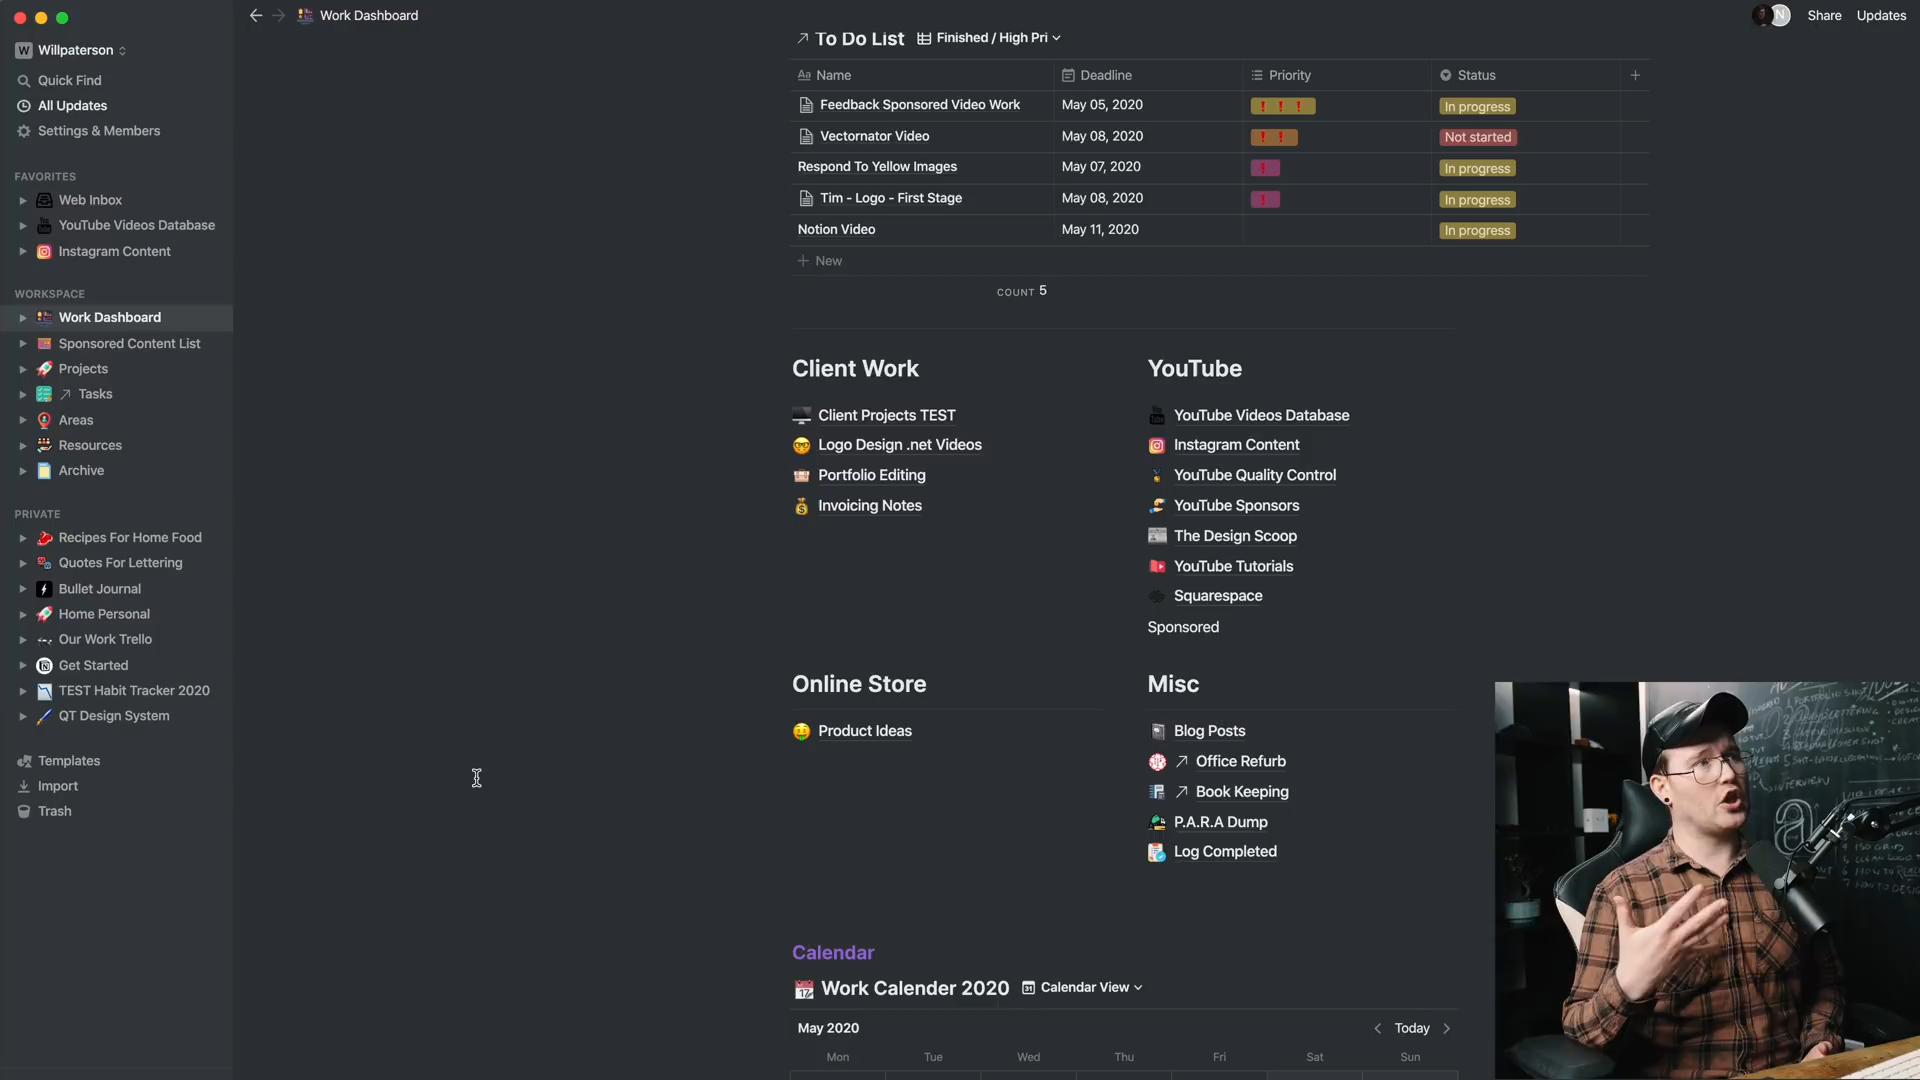 W Willpaterson
Quick Find
All Updates
Settings & Members
FAVORITES
Web Inbox
YouTube Videos Database
Instagram Content
WORKSPACE
Work Dashboard
Sponsored Content List
Projects
Tasks
Areas
Resources
Archive
PRIVATE
Recipes For Home Food
Quotes For Lettering
Bullet Journal
Home Personal
Our Work Trello
Get Started
TEST Habit Tracker 2020
QT Design System
Templates
Import
Trash
Work Dashboard
N Share Updates
To Do List Finished / High Pri
Aa Name Deadline Priority Status
Feedback Sponsored Video Work May 05, 2020 ! ! ! In progress
Vectornator Video May 08, 2020 ! ! Not started
Respond To Yellow Images May 07, 2020 ! In progress
Tim - Logo - First Stage May 08, 2020 ! In progress
Notion Video May 11, 2020 In progress
+ New
COUNT 5
Client Work
Client Projects TEST
Logo Design .net Videos
Portfolio Editing
Invoicing Notes
YouTube
YouTube Videos Database
Instagram Content
YouTube Quality Control
YouTube Sponsors
The Design Scoop
YouTube Tutorials
Squarespace
Sponsored
Online Store
Product Ideas
Misc
Blog Posts
Office Refurb
Book Keeping
P.A.R.A Dump
Log Completed
Calendar
17 Work Calender 2020 31 Calendar View
May 2020 Today
Mon Tue Wed Thu Fri Sat Sun
INTERVIEW